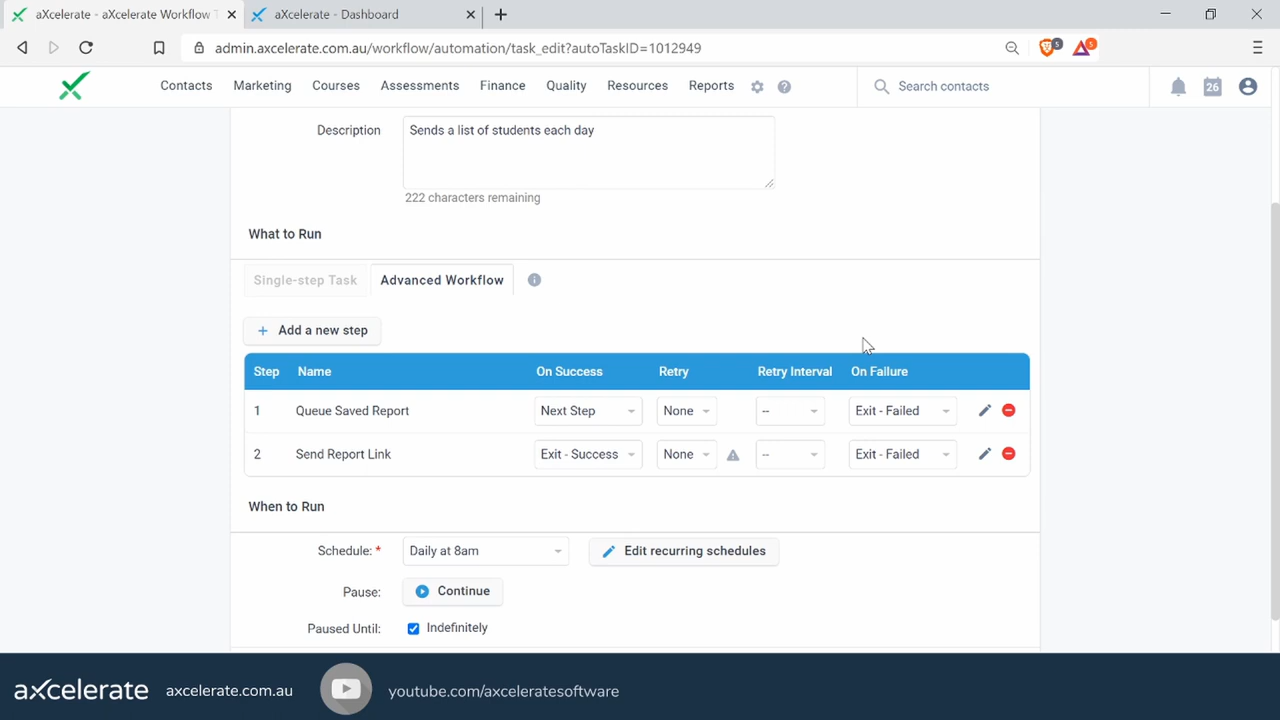 aXcelerate - aXcelerate Workflow T
aXcelerate - Dashboard
admin.axcelerate.com.au/workflow/automation/task_edit?autoTaskID=1012949
5
5
Contacts Marketing Courses Assessments Finance Quality Resources Reports
Search contacts
26
Description
Sends a list of students each day
222 characters remaining
What to Run
Single-step Task
Advanced Workflow
+ Add a new step
Step Name On Success Retry Retry Interval On Failure
1 Queue Saved Report Next Step None -- Exit - Failed
2 Send Report Link Exit - Success None -- Exit - Failed
When to Run
Schedule: * Daily at 8am Edit recurring schedules
Pause: Continue
Paused Until: Indefinitely
axcelerate axcelerate.com.au youtube.com/axceleratesoftware